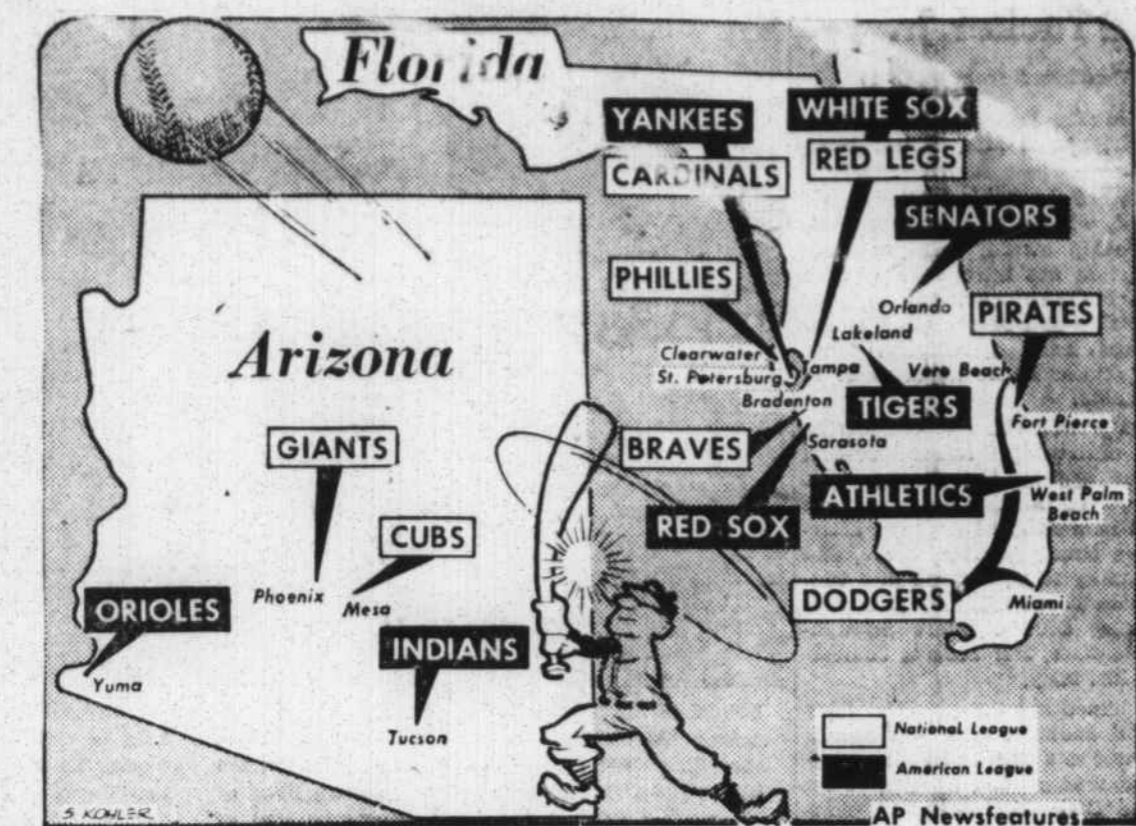 Florida
YANKEES
CARDINALS
WHITE SOX
RED LEGS
SENATORS
PHILLIES
Orlando
PIRATES
Lakeland
Arizona
Clearwater
St. Petersburg
Tampa
Vero Beach
Bradenton
TIGERS
Fort Pierce
GIANTS
BRAVES
Sarasota
ATHLETICS
West Palm
Beach
CUBS
RED SOX
Phoenix
Mesa
ORIOLES
DODGERS
Miami
INDIANS
Yuma
Tucson
National League
American League
S KOHLER
AP Newsfeatures